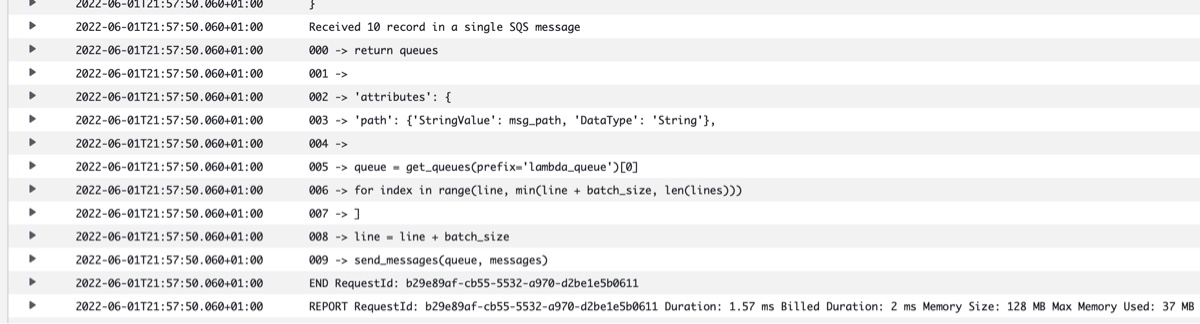 2022-06-01T21:57:50.060+01:00 }
2022-06-01T21:57:50.060+01:00 Received 10 record in a single SQS message
2022-06-01T21:57:50.060+01:00 000 -> return queues
2022-06-01T21:57:50.060+01:00 001 ->
2022-06-01T21:57:50.060+01:00 002 -> 'attributes': {
2022-06-01T21:57:50.060+01:00 003 -> 'path': {'StringValue': msg_path, 'DataType': 'String'},
2022-06-01T21:57:50.060+01:00 004 ->
2022-06-01T21:57:50.060+01:00 005 -> queue = get_queues(prefix='lambda_queue')[0]
2022-06-01T21:57:50.060+01:00 006 -> for index in range(line, min(line + batch_size, len(lines)))
2022-06-01T21:57:50.060+01:00 007 -> ]
2022-06-01T21:57:50.060+01:00 008 -> line = line + batch_size
2022-06-01T21:57:50.060+01:00 009 -> send_messages(queue, messages)
2022-06-01T21:57:50.060+01:00 END RequestId: b29e89af-cb55-5532-a970-d2be1e5b0611
2022-06-01T21:57:50.060+01:00 REPORT RequestId: b29e89af-cb55-5532-a970-d2be1e5b0611 Duration: 1.57 ms Billed Duration: 2 ms Memory Size: 128 MB Max Memory Used: 37 MB